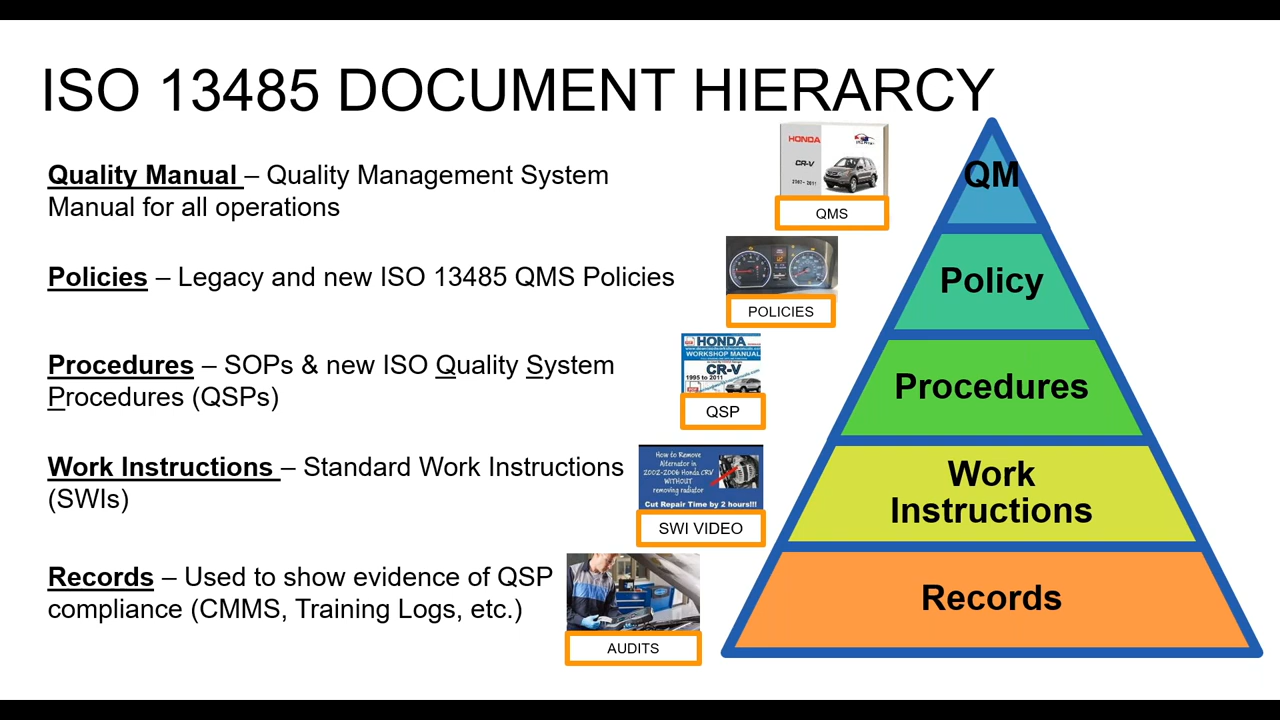 ISO 13485 DOCUMENT HIERARCY
Quality Manual – Quality Management System
Manual for all operations
Policies – Legacy and new ISO 13485 QMS Policies
Procedures – SOPs & new ISO Quality System
Procedures (QSPs)
Work Instructions – Standard Work Instructions
(SWIs)
Records – Used to show evidence of QSP
compliance (CMMS, Training Logs, etc.)
HONDA
CR-V
QMS
POLICIES
HONDA
WORKSHOP MANUAL
CR-V
1995 to 2011
QSP
How to Remove
Alternator in
2002-2006 Honda CRV
WITHOUT
removing radiator
Cut Repair Time by 2 hours!!!
SWI VIDEO
AUDITS
QM
Policy
Procedures
Work
Instructions
Records